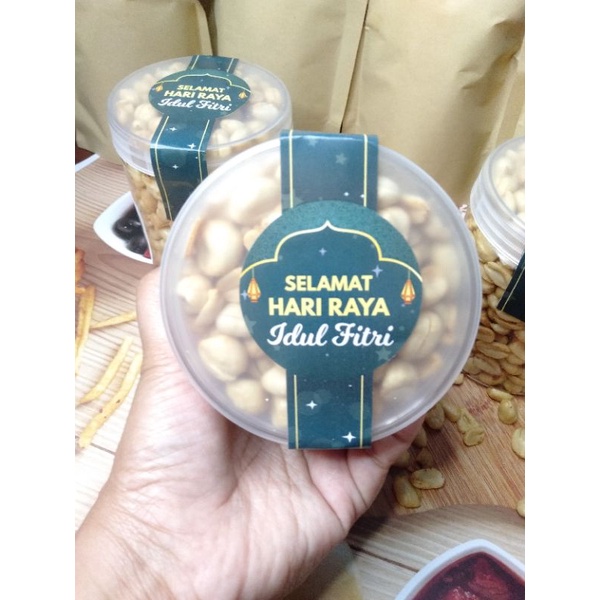 SELAMAT
HARI RAYA
Idul Fitri
SELAMAT
HARI RAYA
Idul Fitri